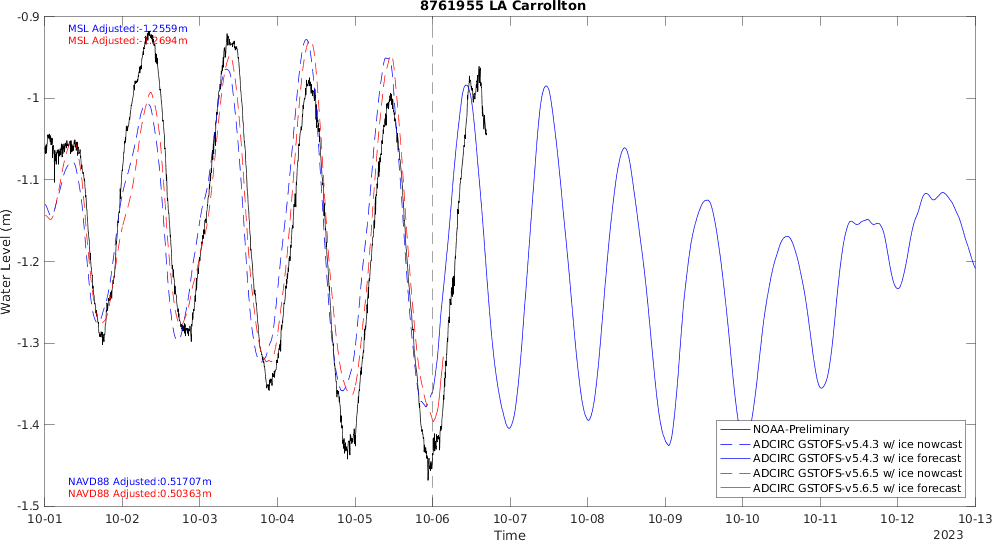 8761955 LA Carrollton
MSL Adjusted:-1.2559m
MSL Adjusted:-1.2694m
-0.9
-1
-1.1
-1.2
-1.3
-1.4
-1.5
Water Level (m)
NAVD88 Adjusted:0.51707m
NAVD88 Adjusted:0.50363m
NOAA-Preliminary
ADCIRC GSTOFS-v5.4.3 w/ ice nowcast
ADCIRC GSTOFS-v5.4.3 w/ ice forecast
ADCIRC GSTOFS-v5.6.5 w/ ice nowcast
ADCIRC GSTOFS-v5.6.5 w/ ice forecast
10-01 10-02 10-03 10-04 10-05 10-06 10-07 10-08 10-09 10-10 10-11 10-12 10-13
Time
2023